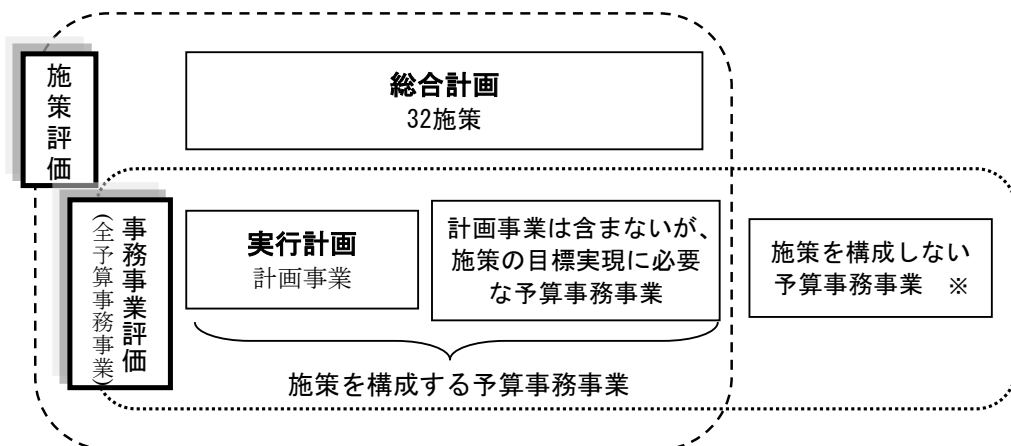 施策評価
総合計画
32施策
事務事業評価
(全予算事務事業)
実行計画
計画事業
計画事業は含まないが、
施策の目標実現に必要
な予算事務事業
施策を構成しない
予算事務事業　※
施策を構成する予算事務事業